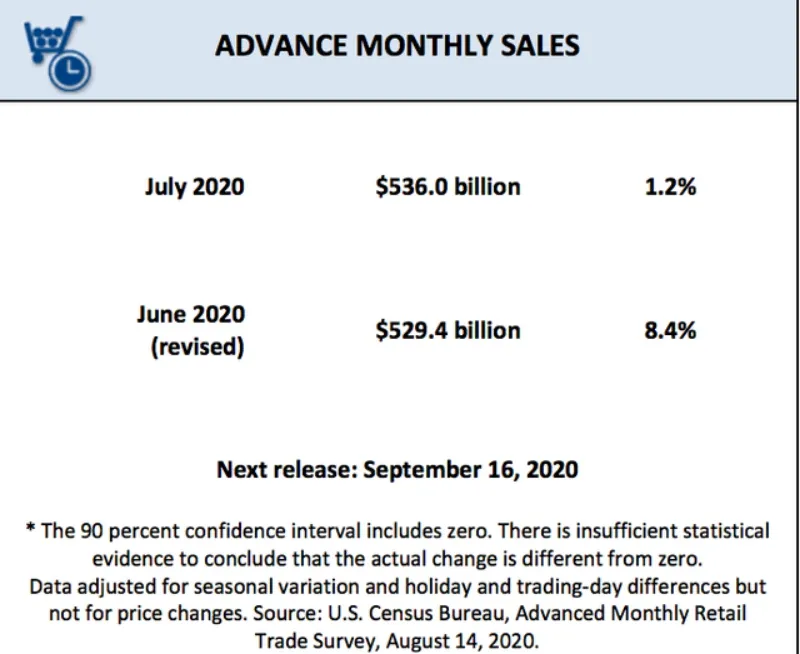 ADVANCE MONTHLY SALES
July 2020 $536.0 billion 1.2%
June 2020
(revised) $529.4 billion 8.4%
Next release: September 16, 2020
* The 90 percent confidence interval includes zero. There is insufficient statistical
evidence to conclude that the actual change is different from zero.
Data adjusted for seasonal variation and holiday and trading-day differences but
not for price changes. Source: U.S. Census Bureau, Advanced Monthly Retail
Trade Survey, August 14, 2020.